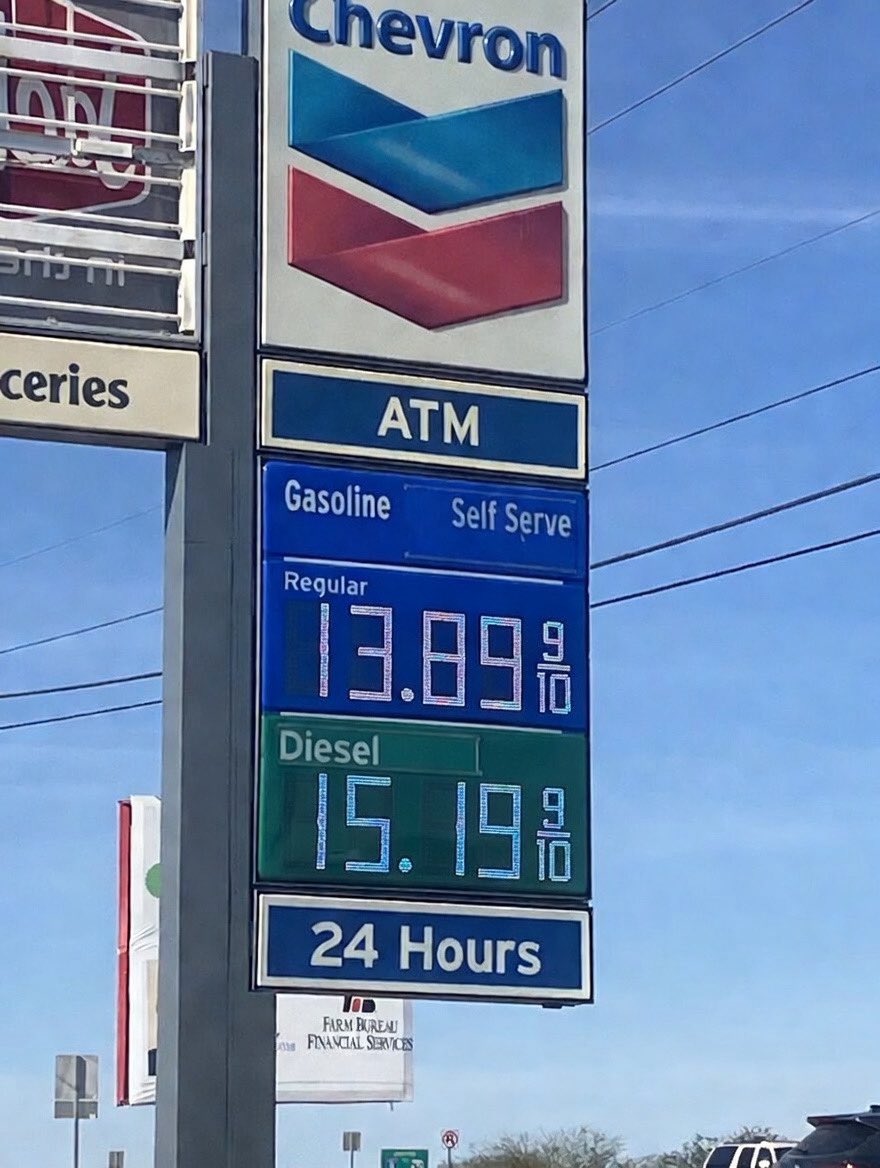 Chevron
ceries
ATM
Gasoline Self Serve
Regular
13.89 9/10
Diesel
15.19 9/10
24 Hours
FARM BUREAU
FINANCIAL SERVICES